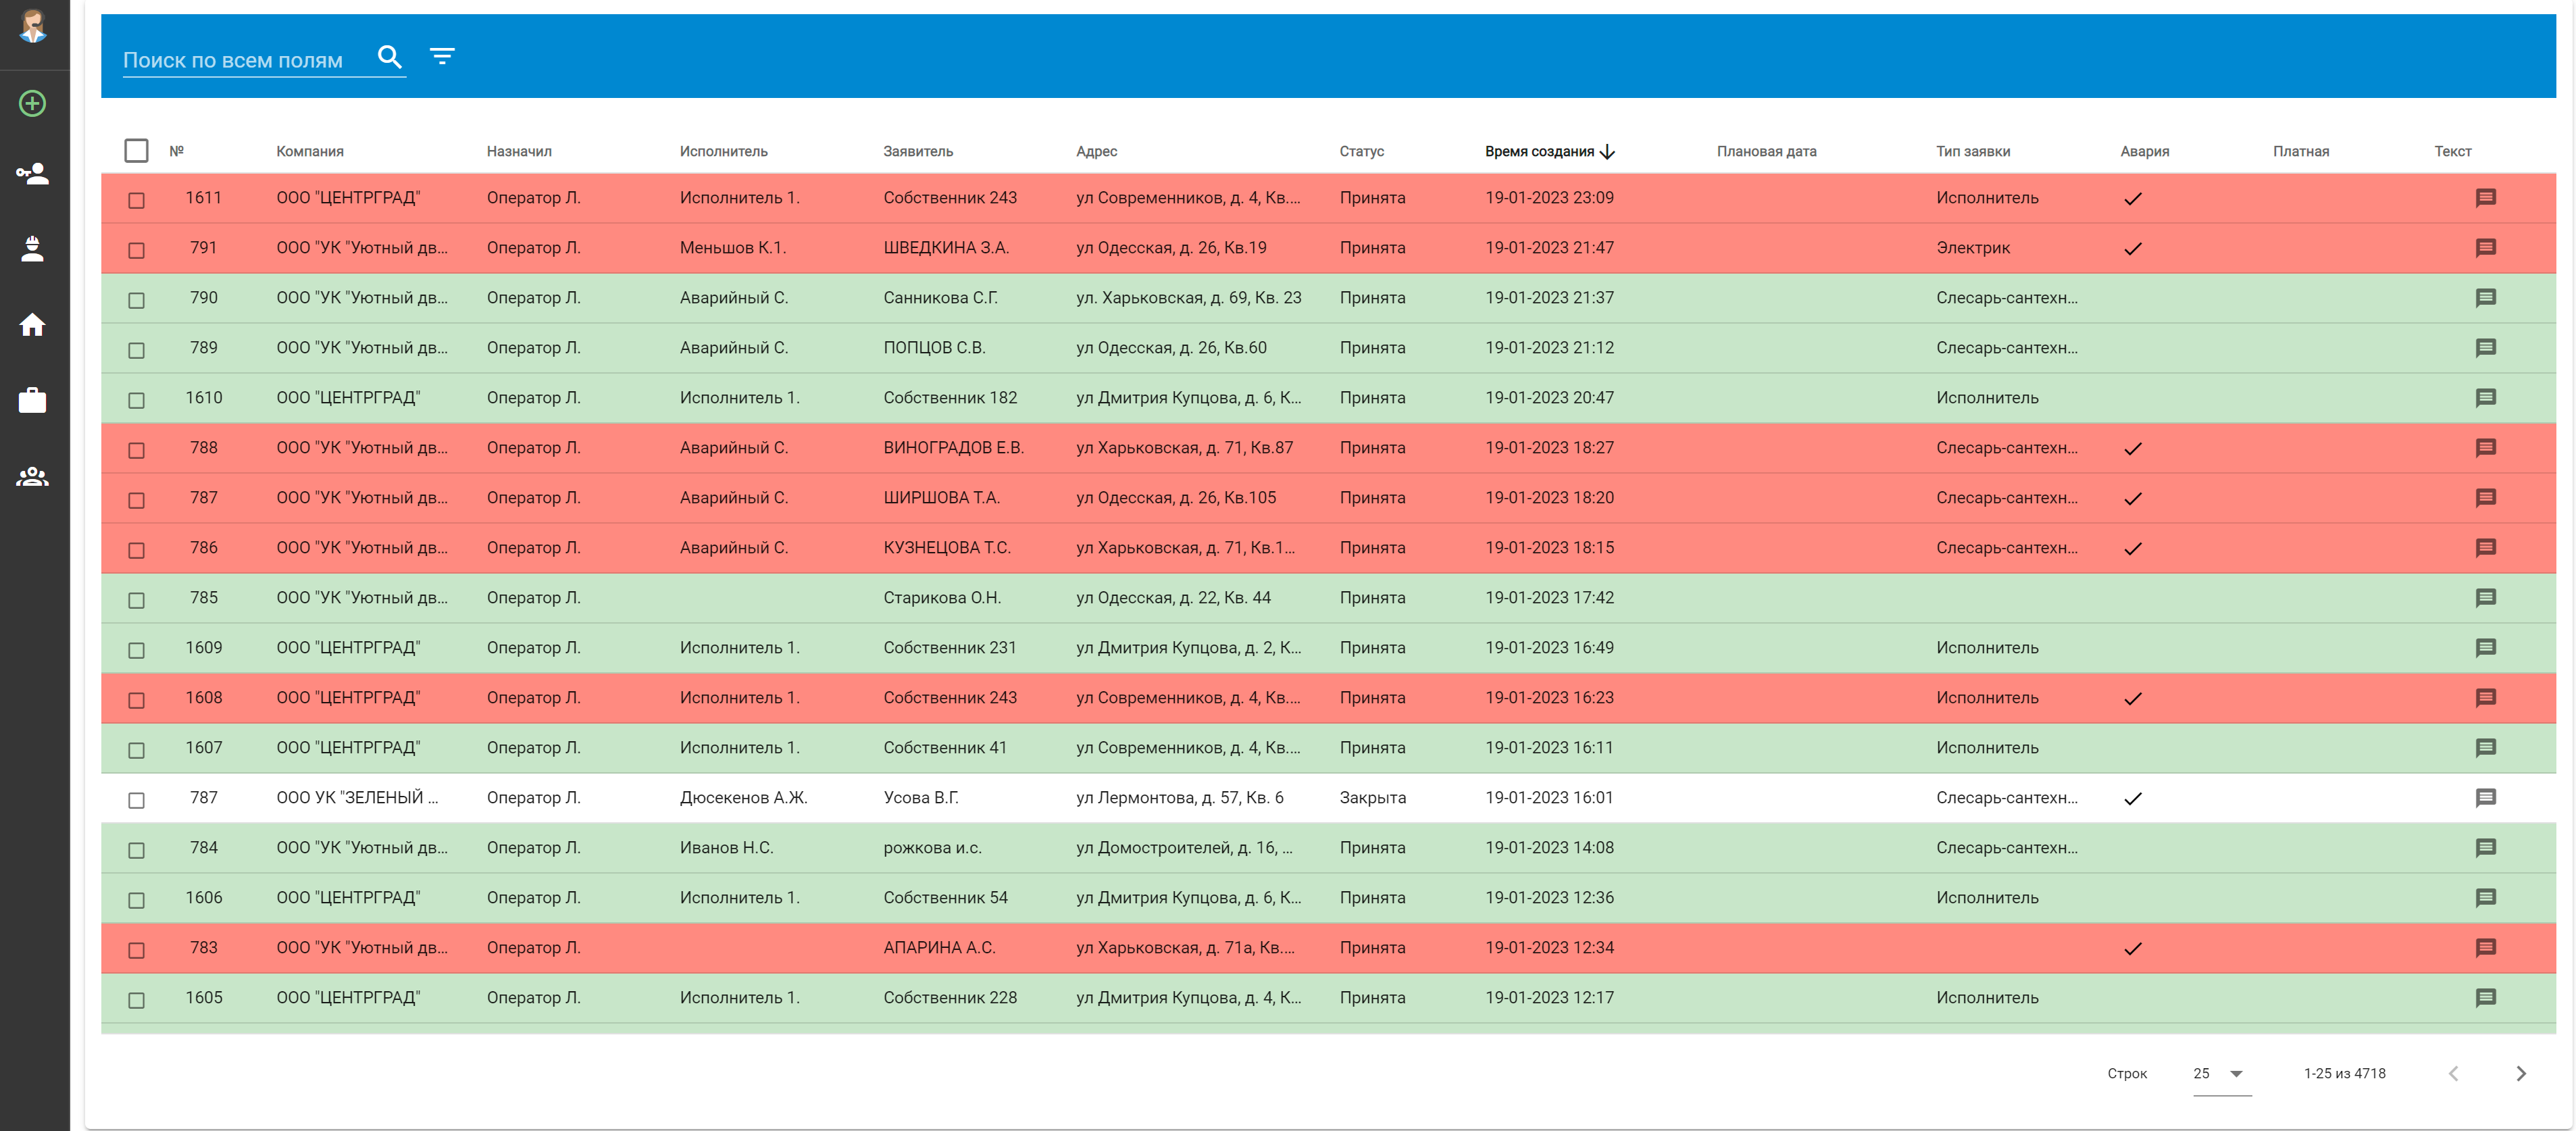 Поиск по всем полям
№ Компания Назначил Исполнитель Заявитель Адрес Статус Время создания Плановая дата Тип заявки Авария Платная Текст
1611 ООО "ЦЕНТРГРАД" Оператор Л. Исполнитель 1. Собственник 243 ул Современников, д. 4, Кв.... Принята 19-01-2023 23:09 Исполнитель
791 ООО "УК "Уютный дв... Оператор Л. Меньшов К.1. ШВЕДКИНА З.А. ул Одесская, д. 26, Кв.19 Принята 19-01-2023 21:47 Электрик
790 ООО "УК "Уютный дв... Оператор Л. Аварийный С. Санникова С.Г. ул. Харьковская, д. 69, Кв. 23 Принята 19-01-2023 21:37 Слесарь-сантехн...
789 ООО "УК "Уютный дв... Оператор Л. Аварийный С. ПОПЦОВ С.В. ул Одесская, д. 26, Кв.60 Принята 19-01-2023 21:12 Слесарь-сантехн...
1610 ООО "ЦЕНТРГРАД" Оператор Л. Исполнитель 1. Собственник 182 ул Дмитрия Купцова, д. 6, К... Принята 19-01-2023 20:47 Исполнитель
788 ООО "УК "Уютный дв... Оператор Л. Аварийный С. ВИНОГРАДОВ Е.В. ул Харьковская, д. 71, Кв.87 Принята 19-01-2023 18:27 Слесарь-сантехн...
787 ООО "УК "Уютный дв... Оператор Л. Аварийный С. ШИРШОВА Т.А. ул Одесская, д. 26, Кв.105 Принята 19-01-2023 18:20 Слесарь-сантехн...
786 ООО "УК "Уютный дв... Оператор Л. Аварийный С. КУЗНЕЦОВА Т.С. ул Харьковская, д. 71, Кв.1... Принята 19-01-2023 18:15 Слесарь-сантехн...
785 ООО "УК "Уютный дв... Оператор Л. Старикова О.Н. ул Одесская, д. 22, Кв. 44 Принята 19-01-2023 17:42
1609 ООО "ЦЕНТРГРАД" Оператор Л. Исполнитель 1. Собственник 231 ул Дмитрия Купцова, д. 2, К... Принята 19-01-2023 16:49 Исполнитель
1608 ООО "ЦЕНТРГРАД" Оператор Л. Исполнитель 1. Собственник 243 ул Современников, д. 4, Кв.... Принята 19-01-2023 16:23 Исполнитель
1607 ООО "ЦЕНТРГРАД" Оператор Л. Исполнитель 1. Собственник 41 ул Современников, д. 4, Кв.... Принята 19-01-2023 16:11 Исполнитель
787 ООО УК "ЗЕЛЕНЫЙ ... Оператор Л. Дюсекенов А.Ж. Усова В.Г. ул Лермонтова, д. 57, Кв. 6 Закрыта 19-01-2023 16:01 Слесарь-сантехн...
784 ООО "УК "Уютный дв... Оператор Л. Иванов Н.С. рожкова и.с. ул Домостроителей, д. 16, ... Принята 19-01-2023 14:08 Слесарь-сантехн...
1606 ООО "ЦЕНТРГРАД" Оператор Л. Исполнитель 1. Собственник 54 ул Дмитрия Купцова, д. 6, К... Принята 19-01-2023 12:36 Исполнитель
783 ООО "УК "Уютный дв... Оператор Л. АПАРИНА А.С. ул Харьковская, д. 71а, Кв.... Принята 19-01-2023 12:34
1605 ООО "ЦЕНТРГРАД" Оператор Л. Исполнитель 1. Собственник 228 ул Дмитрия Купцова, д. 4, К... Принята 19-01-2023 12:17 Исполнитель
Строк 25 1-25 из 4718